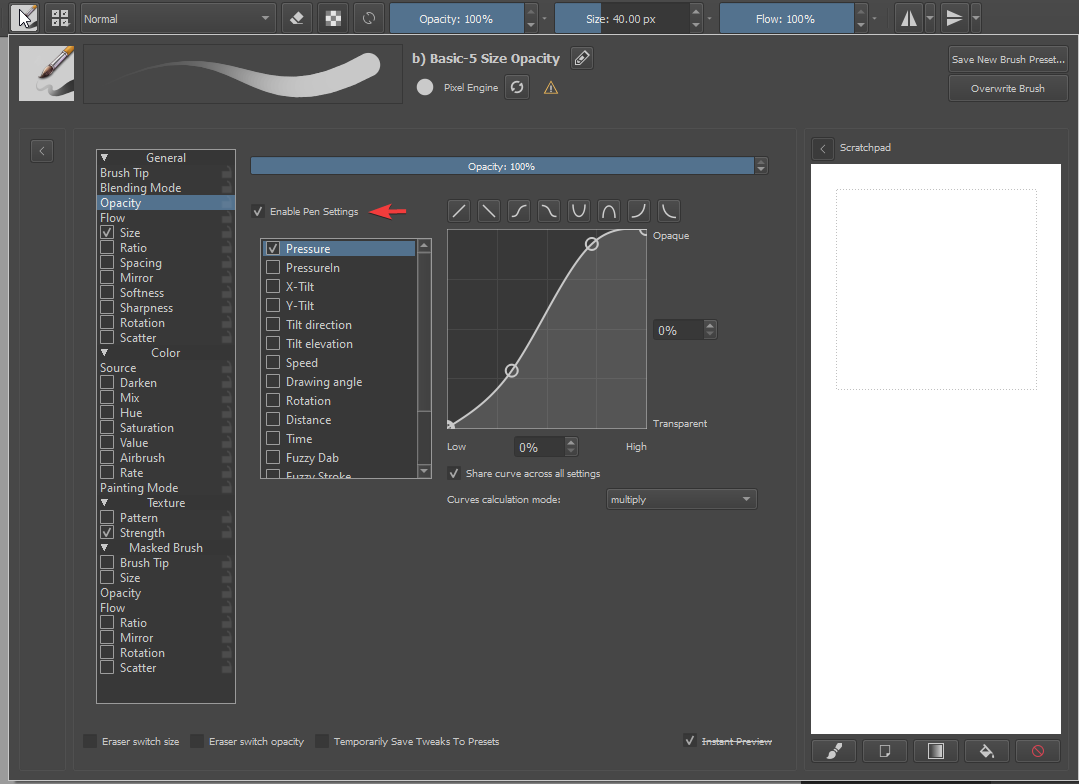 Normal
Opacity: 100%
Size: 40.00 px
Flow: 100%
b) Basic-5 Size Opacity
Pixel Engine
Save New Brush Preset...
Overwrite Brush
General
Brush Tip
Blending Mode
Opacity
Flow
Size
Ratio
Spacing
Mirror
Softness
Sharpness
Rotation
Scatter
Color
Source
Darken
Mix
Hue
Saturation
Value
Airbrush
Rate
Painting Mode
Texture
Pattern
Strength
Masked Brush
Brush Tip
Size
Opacity
Flow
Ratio
Mirror
Rotation
Scatter
Opacity: 100%
Enable Pen Settings
Pressure
PressureIn
X-Tilt
Y-Tilt
Tilt direction
Tilt elevation
Speed
Drawing angle
Rotation
Distance
Time
Fuzzy Dab
Fuzzy Stroke
Opaque
0%
Transparent
Low
0%
High
Share curve across all settings
Curves calculation mode:
multiply
Scratchpad
Eraser switch size
Eraser switch opacity
Temporarily Save Tweaks To Presets
Instant Preview